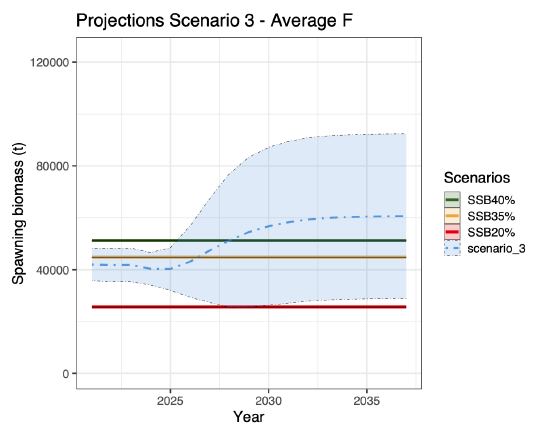 Projections Scenario 3 - Average F
120000
80000
40000
0
Spawning biomass (t)
2025
2030
2035
Year
Scenarios
SSB40%
SSB35%
SSB20%
scenario_3